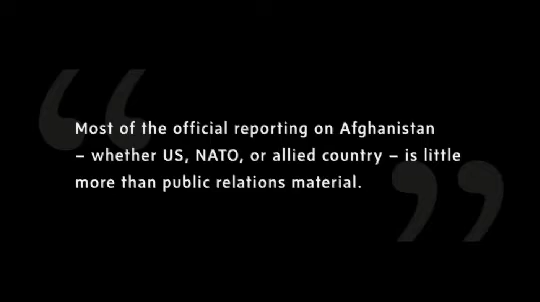 Most of the official reporting on Afghanistan
– whether US, NATO, or allied country – is little
more than public relations material.